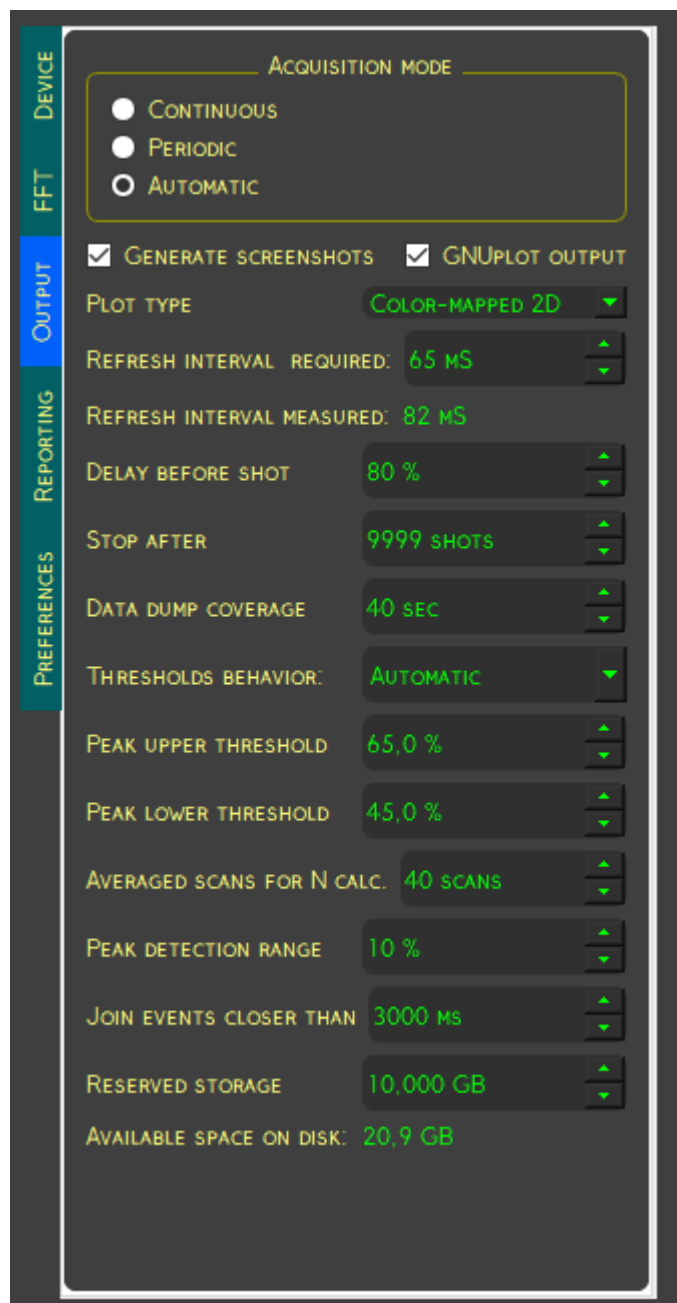 Device
FFT
Output
Reporting
Preferences
Acquisition mode
Continuous
Periodic
Automatic
Generate screenshots GNUplot output
Plot type Color-mapped 2D
Refresh interval required: 65 mS
Refresh interval measured: 82 mS
Delay before shot 80 %
Stop after 9999 shots
Data dump coverage 40 sec
Thresholds behavior: Automatic
Peak upper threshold 65,0 %
Peak lower threshold 45,0 %
Averaged scans for N calc. 40 scans
Peak detection range 10 %
Join events closer than 3000 ms
Reserved storage 10,000 GB
Available space on disk: 20,9 GB